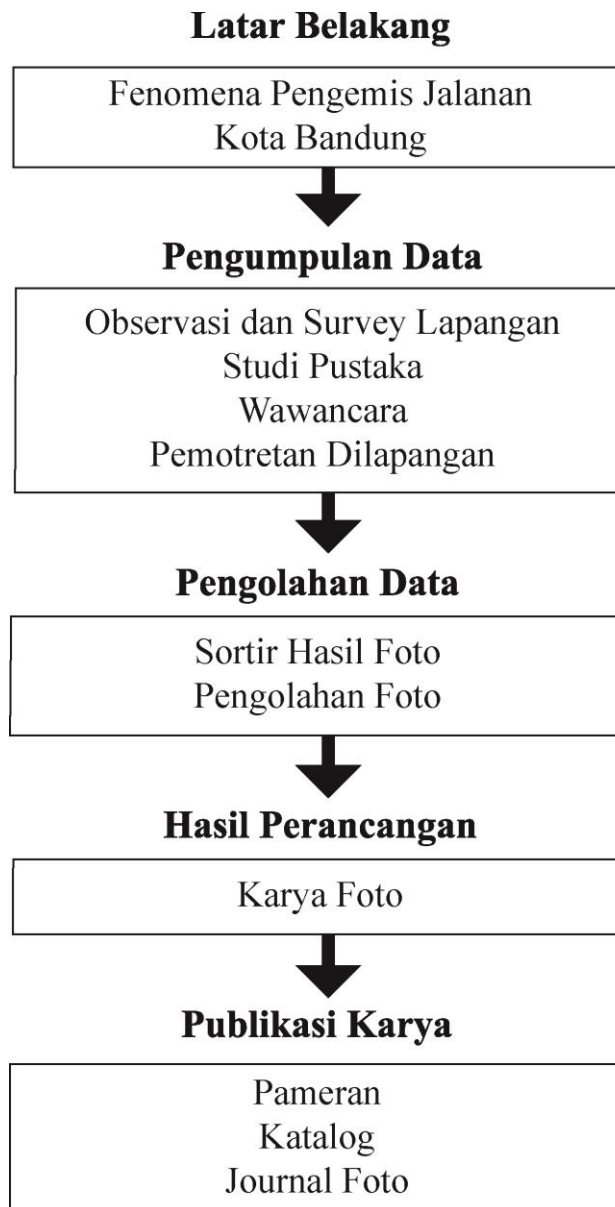 Latar Belakang
Fenomena Pengemis Jalanan
Kota Bandung
Pengumpulan Data
Observasi dan Survey Lapangan
Studi Pustaka
Wawancara
Pemotretan Dilapangan
Pengolahan Data
Sortir Hasil Foto
Pengolahan Foto
Hasil Perancangan
Karya Foto
Publikasi Karya
Pameran
Katalog
Journal Foto